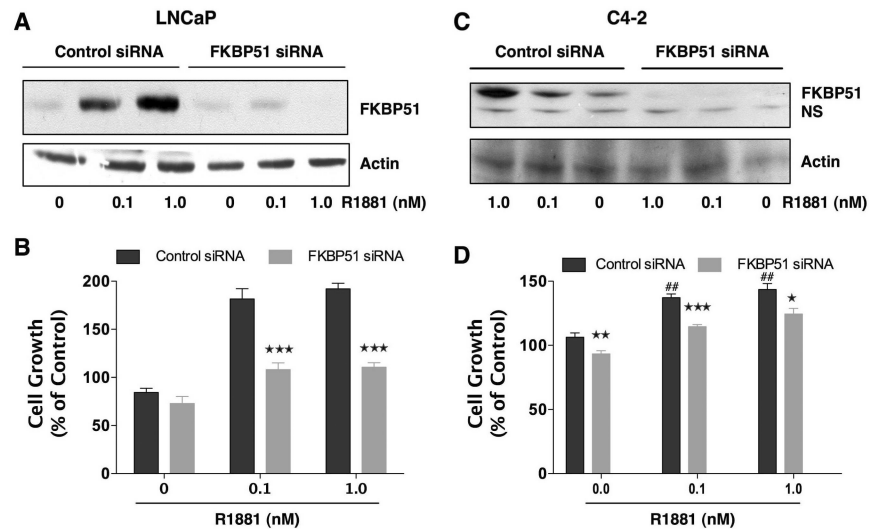 A LNCaP
Control siRNA FKBP51 siRNA
FKBP51
Actin
0 0.1 1.0 0 0.1 1.0 R1881 (nM)
B
Control siRNA FKBP51 siRNA
Cell Growth
(% of Control)
200
150
100
50
0
★★★ ★★★
0 0.1 1.0
R1881 (nM)
C C4-2
Control siRNA FKBP51 siRNA
FKBP51
NS
Actin
1.0 0.1 0 1.0 0.1 0 R1881 (nM)
D
Control siRNA FKBP51 siRNA
Cell Growth
(% of Control)
150
100
50
0
★★ ## ★★★ ## ★
0.0 0.1 1.0
R1881 (nM)